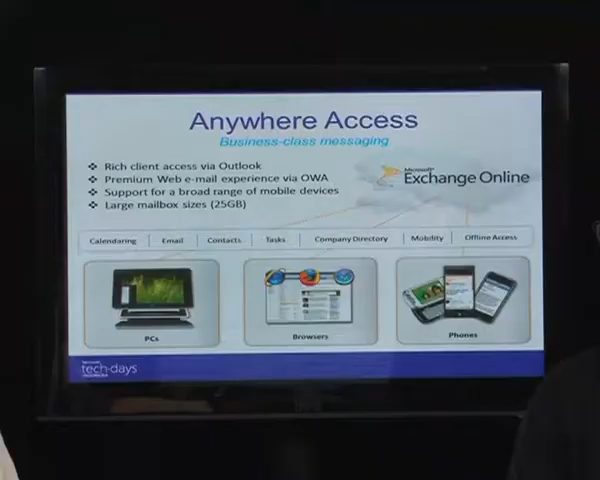 Anywhere Access
Business-class messaging
❖ Rich client access via Outlook
❖ Premium Web e-mail experience via OWA
❖ Support for a broad range of mobile devices
❖ Large mailbox sizes (25GB)
Microsoft
Exchange Online
Calendaring | Email | Contacts | Tasks | Company Directory | Mobility | Offline Access
PCs
Browsers
Phones
Microsoft
tech·days